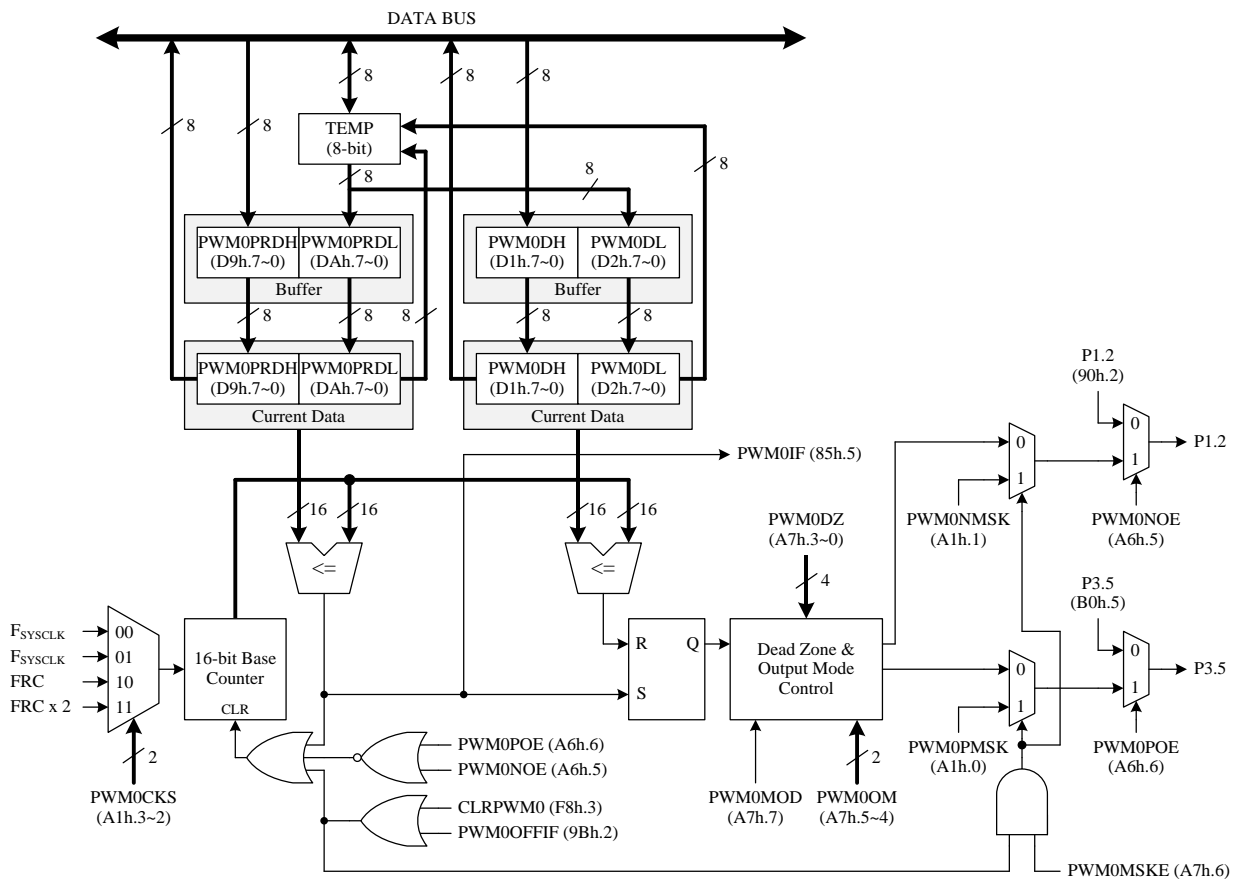 DATA BUS
8
8
8
8
8
TEMP
(8-bit)
8
8
8
PWM0PRDH
(D9h.7~0)
PWM0PRDL
(DAh.7~0)
Buffer
PWM0DH
(D1h.7~0)
PWM0DL
(D2h.7~0)
Buffer
8
8
8
8
8
PWM0PRDH
(D9h.7~0)
PWM0PRDL
(DAh.7~0)
Current Data
PWM0DH
(D1h.7~0)
PWM0DL
(D2h.7~0)
Current Data
P1.2
(90h.2)
0
1
P1.2
0
1
PWM0IF (85h.5)
16
16
16
16
PWM0NMSK
(A1h.1)
PWM0NOE
(A6h.5)
<=
<=
PWM0DZ
(A7h.3~0)
4
P3.5
(B0h.5)
FSYSCLK
00
FSYSCLK
01
FRC
10
FRC x 2
11
16-bit Base
Counter
CLR
R
Q
S
Dead Zone &
Output Mode
Control
0
1
0
1
P3.5
2
PWM0CKS
(A1h.3~2)
PWM0POE (A6h.6)
PWM0NOE (A6h.5)
CLRPWM0 (F8h.3)
PWM0OFFIF (9Bh.2)
PWM0MOD
(A7h.7)
2
PWM0OM
(A7h.5~4)
PWM0PMSK
(A1h.0)
PWM0POE
(A6h.6)
PWM0MSKE (A7h.6)